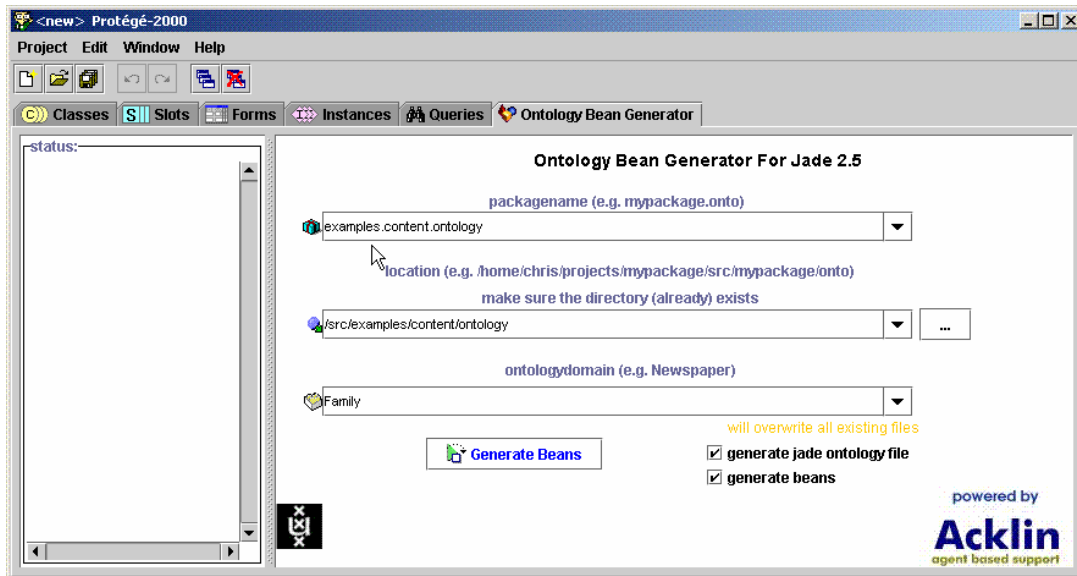 <new> Protégé-2000
Project Edit Window Help
Classes Slots Forms Instances Queries Ontology Bean Generator
status:
Ontology Bean Generator For Jade 2.5
packagename (e.g. mypackage.onto)
examples.content.ontology
location (e.g. /home/chris/projects/mypackage/src/mypackage/onto)
make sure the directory (already) exists
/src/examples/content/ontology
...
ontologydomain (e.g. Newspaper)
Family
will overwrite all existing files
Generate Beans
generate jade ontology file
generate beans
powered by
Acklin
agent based support